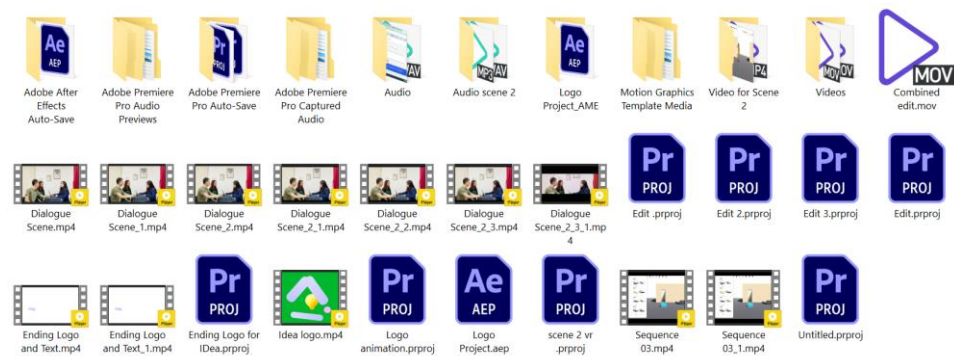 Ae
AEP
Pr
PROJ
AV
MP3 AV
Ae
AEP
P4
MOV OV
MOV
Adobe After
Effects
Auto-Save
Adobe Premiere
Pro Audio
Previews
Adobe Premiere
Pro Auto-Save
Adobe Premiere
Pro Captured
Audio
Audio
Audio scene 2
Logo
Project_AME
Motion Graphics
Template Media
Video for Scene
2
Videos
Combined
edit.mov
Pr
PROJ
Pr
PROJ
Pr
PROJ
Pr
PROJ
Dialogue
Scene.mp4
Dialogue
Scene_1.mp4
Dialogue
Scene_2.mp4
Dialogue
Scene_2_1.mp4
Dialogue
Scene_2_2.mp4
Dialogue
Scene_2_3.mp4
Dialogue
Scene_2_3_1.mp
4
Edit .prproj
Edit 2.prproj
Edit 3.prproj
Edit.prproj
Pr
PROJ
Pr
PROJ
Ae
AEP
Pr
PROJ
Pr
PROJ
Ending Logo
and Text.mp4
Ending Logo
and Text_1.mp4
Ending Logo for
IDea.prproj
Idea logo.mp4
Logo
animation.prproj
Logo
Project.aep
scene 2 vr
.prproj
Sequence
03.mp4
Sequence
03_1.mp4
Untitled.prproj